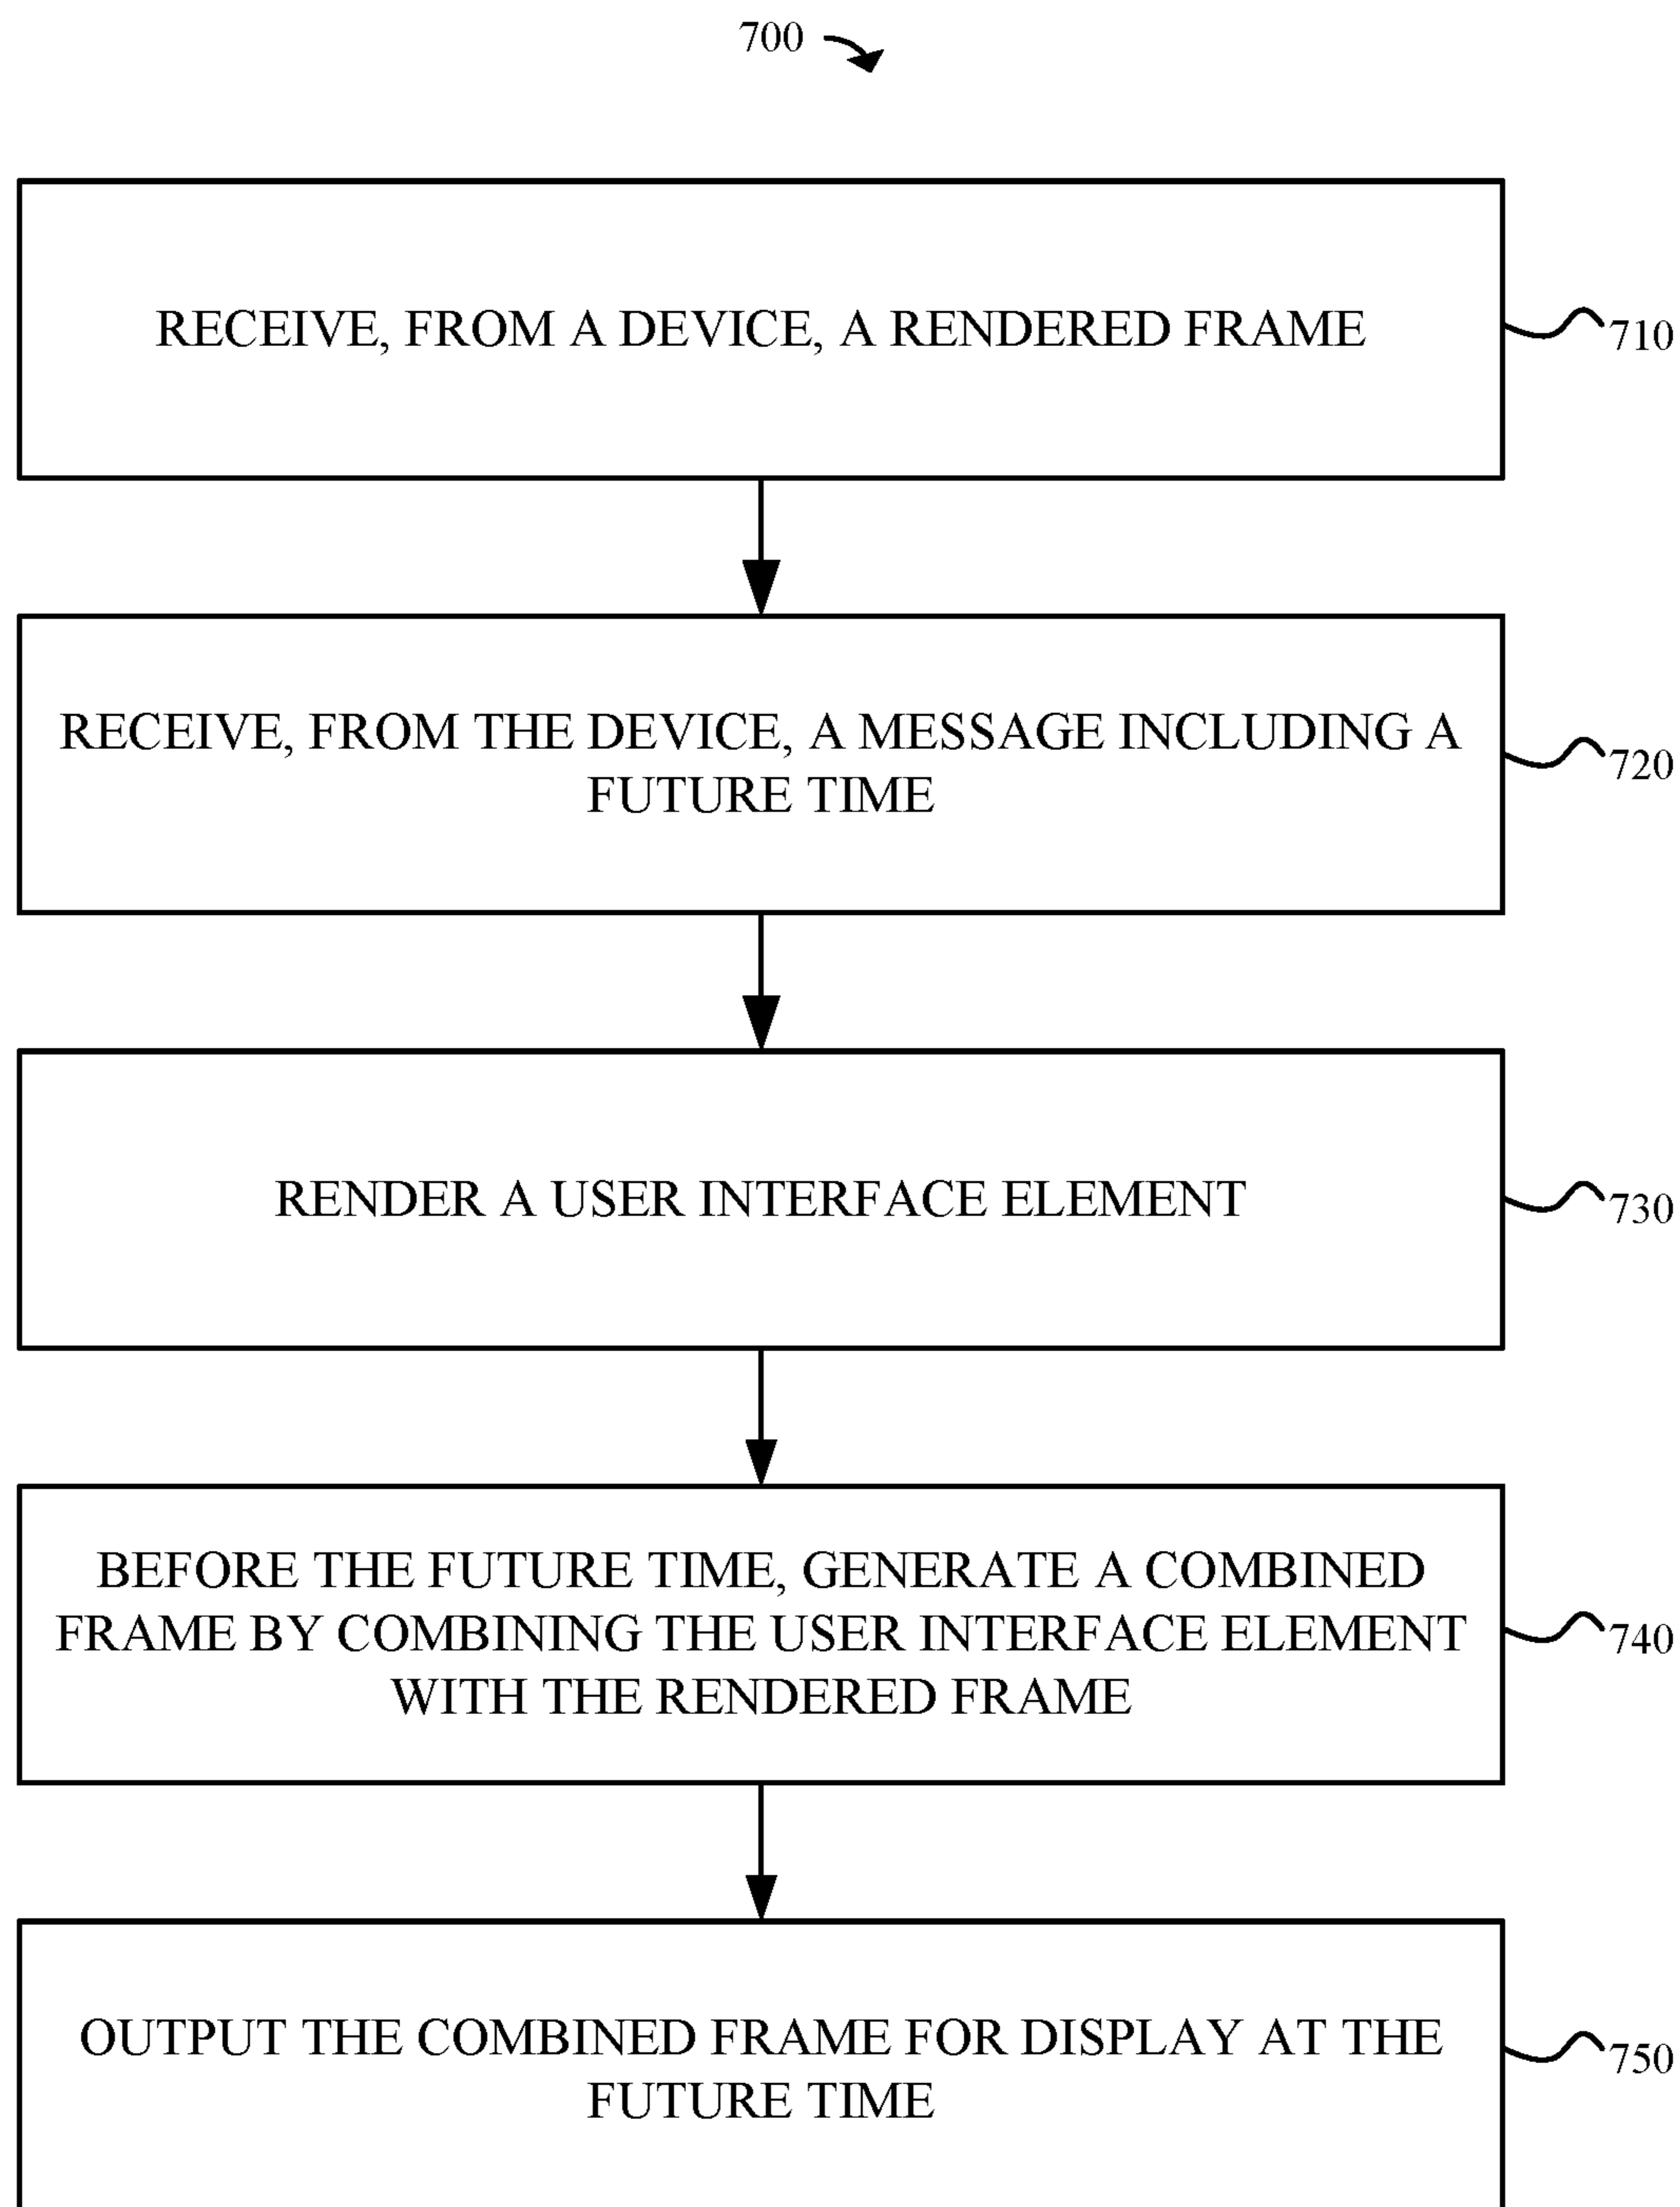 700
RECEIVE, FROM A DEVICE, A RENDERED FRAME
710
RECEIVE, FROM THE DEVICE, A MESSAGE INCLUDING A
FUTURE TIME
720
RENDER A USER INTERFACE ELEMENT
730
BEFORE THE FUTURE TIME, GENERATE A COMBINED
FRAME BY COMBINING THE USER INTERFACE ELEMENT
WITH THE RENDERED FRAME
740
OUTPUT THE COMBINED FRAME FOR DISPLAY AT THE
FUTURE TIME
750